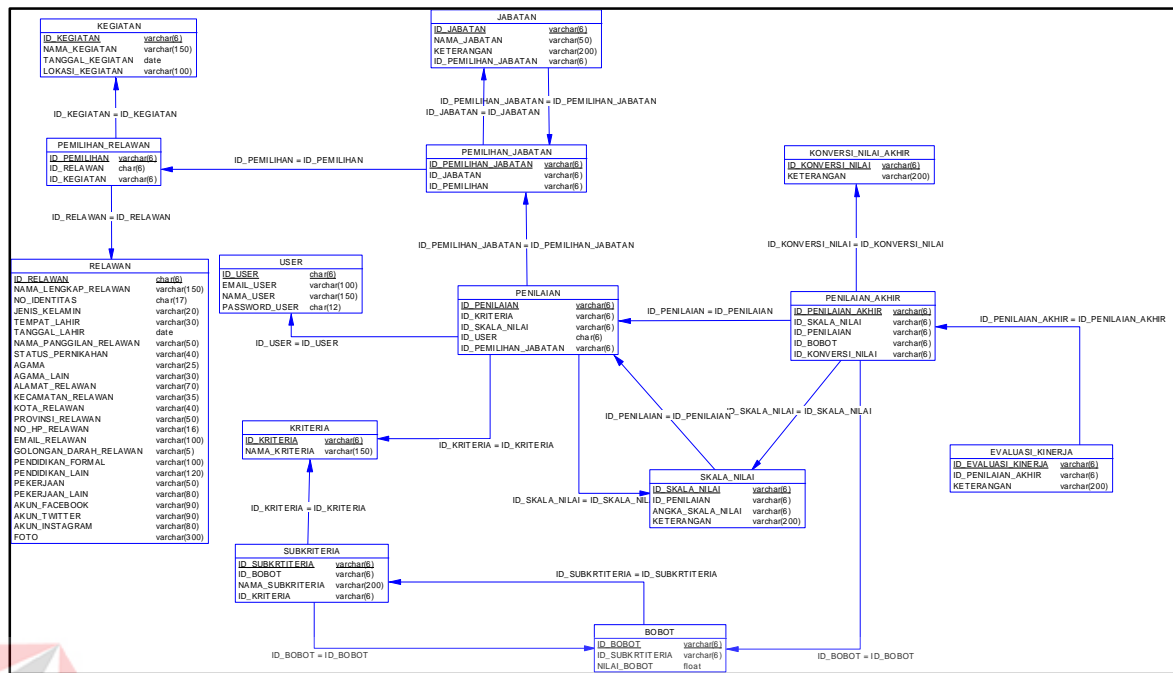 KEGIATAN
ID_KEGIATAN varchar(6)
NAMA_KEGIATAN varchar(150)
TANGGAL_KEGIATAN date
LOKASI_KEGIATAN varchar(100)
JABATAN
ID_JABATAN varchar(6)
NAMA_JABATAN varchar(50)
KETERANGAN varchar(200)
ID_PEMILIHAN_JABATAN varchar(6)
ID_KEGIATAN = ID_KEGIATAN
ID_PEMILIHAN_JABATAN = ID_PEMILIHAN_JABATAN
ID_JABATAN = ID_JABATAN
PEMILIHAN_RELAWAN
ID_PEMILIHAN varchar(6)
ID_RELAWAN char(6)
ID_KEGIATAN varchar(6)
ID_PEMILIHAN = ID_PEMILIHAN
PEMILIHAN_JABATAN
ID_PEMILIHAN_JABATAN varchar(6)
ID_JABATAN varchar(6)
ID_PEMILIHAN varchar(6)
KONVERSI_NILAI_AKHIR
ID_KONVERSI_NILAI varchar(6)
KETERANGAN varchar(200)
ID_RELAWAN = ID_RELAWAN
ID_PEMILIHAN_JABATAN = ID_PEMILIHAN_JABATAN
ID_KONVERSI_NILAI = ID_KONVERSI_NILAI
RELAWAN
ID_RELAWAN char(6)
NAMA_LENGKAP_RELAWAN varchar(150)
NO_IDENTITAS char(17)
JENIS_KELAMIN varchar(20)
TEMPAT_LAHIR varchar(30)
TANGGAL_LAHIR date
NAMA_PANGGILAN_RELAWAN varchar(50)
STATUS_PERNIKAHAN varchar(40)
AGAMA varchar(25)
AGAMA_LAIN varchar(30)
ALAMAT_RELAWAN varchar(70)
KECAMATAN_RELAWAN varchar(35)
KOTA_RELAWAN varchar(40)
PROVINSI_RELAWAN varchar(50)
NO_HP_RELAWAN varchar(16)
EMAIL_RELAWAN varchar(100)
GOLONGAN_DARAH_RELAWAN varchar(5)
PENDIDIKAN_FORMAL varchar(100)
PENDIDIKAN_LAIN varchar(120)
PEKERJAAN varchar(50)
PEKERJAAN_LAIN varchar(80)
AKUN_FACEBOOK varchar(90)
AKUN_TWITTER varchar(90)
AKUN_INSTAGRAM varchar(80)
FOTO varchar(300)
USER
ID_USER char(6)
EMAIL_USER varchar(100)
NAMA_USER varchar(150)
PASSWORD_USER char(12)
ID_USER = ID_USER
PENILAIAN
ID_PENILAIAN varchar(6)
ID_KRITERIA varchar(6)
ID_SKALA_NILAI varchar(6)
ID_USER char(6)
ID_PEMILIHAN_JABATAN varchar(6)
ID_PENILAIAN = ID_PENILAIAN
PENILAIAN_AKHIR
ID_PENILAIAN_AKHIR varchar(6)
ID_SKALA_NILAI varchar(6)
ID_PENILAIAN varchar(6)
ID_BOBOT varchar(6)
ID_KONVERSI_NILAI varchar(6)
ID_PENILAIAN_AKHIR = ID_PENILAIAN_AKHIR
ID_PENILAIAN = ID_PENILAIAN
D_SKALA_NILAI = ID_SKALA_NILAI
KRITERIA
ID_KRITERIA varchar(6)
NAMA_KRITERIA varchar(150)
ID_KRITERIA = ID_KRITERIA
EVALUASI_KINERJA
ID_EVALUASI_KINERJA varchar(6)
ID_PENILAIAN_AKHIR varchar(6)
KETERANGAN varchar(200)
SKALA_NILAI
ID_SKALA_NILAI varchar(6)
ID_PENILAIAN varchar(6)
ANGKA_SKALA_NILAI varchar(6)
KETERANGAN varchar(200)
ID_SKALA_NILAI = ID_SKALA_NIL
ID_KRITERIA = ID_KRITERIA
SUBKRITERIA
ID_SUBKRTITERIA varchar(6)
ID_BOBOT varchar(6)
NAMA_SUBKRITERIA varchar(200)
ID_KRITERIA varchar(6)
ID_SUBKRTITERIA = ID_SUBKRTITERIA
BOBOT
ID_BOBOT varchar(6)
ID_SUBKRTITERIA varchar(6)
NILAI_BOBOT float
ID_BOBOT = ID_BOBOT
ID_BOBOT = ID_BOBOT